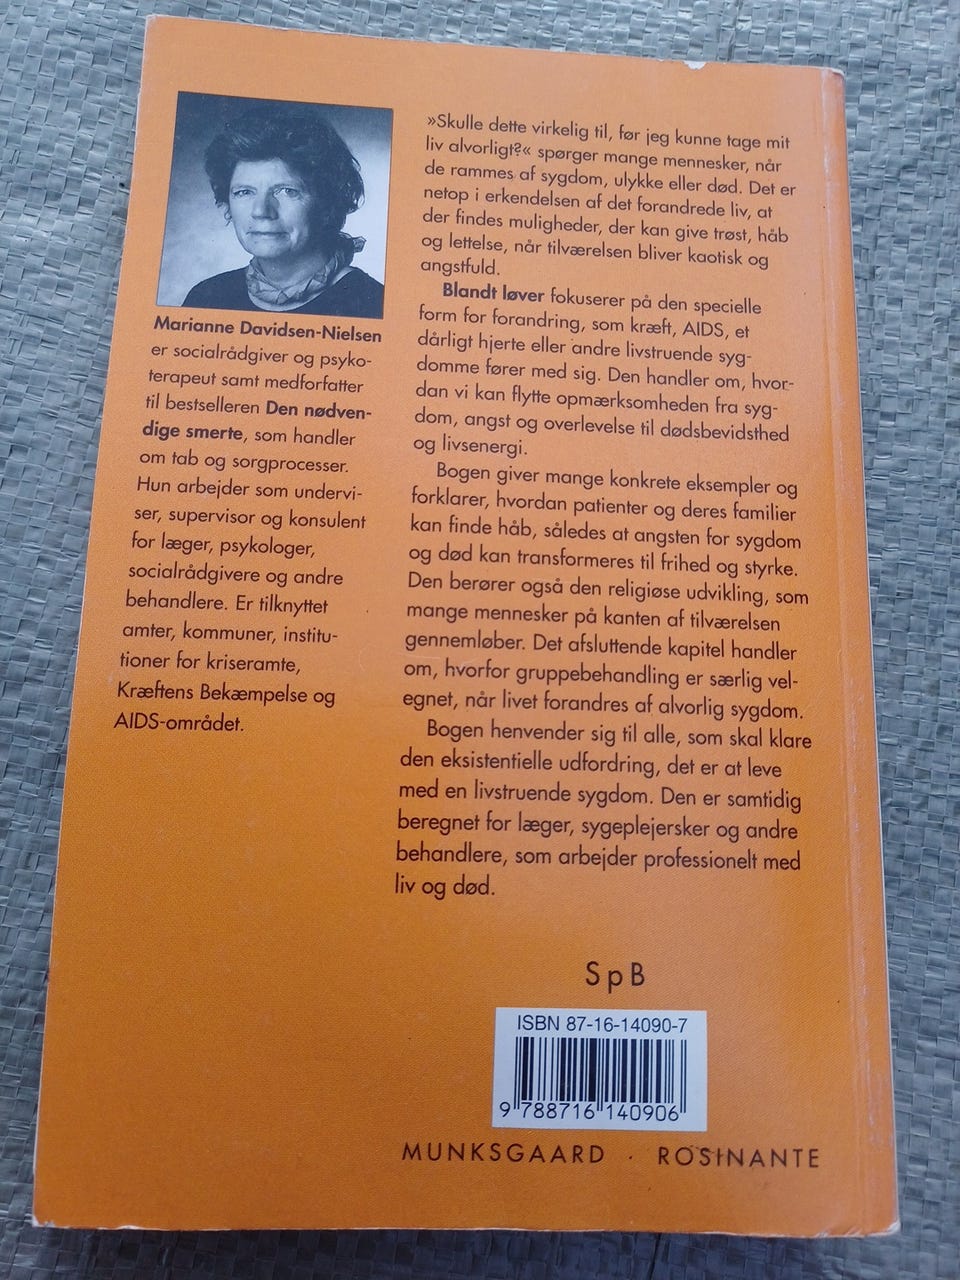 Marianne Davidsen-Nielsen
er socialrådgiver og psyko-
terapeut samt medforfatter
til bestselleren Den nødven-
dige smerte, som handler
om tab og sorgprocesser.
Hun arbejder som undervi-
ser, supervisor og konsulent
for læger, psykologer,
socialrådgivere og andre
behandlere. Er tilknyttet
amter, kommuner, institu-
tioner for kriseramte,
Kræftens Bekæmpelse og
AIDS-området.
»Skulle dette virkelig til, før jeg kunne tage mit
liv alvorligt?« spørger mange mennesker, når
de rammes af sygdom, ulykke eller død. Det er
netop i erkendelsen af det forandrede liv, at
der findes muligheder, der kan give trøst, håb
og lettelse, når tilværelsen bliver kaotisk og
angstfuld.
Blandt løver fokuserer på den specielle
form for forandring, som kræft, AIDS, et
dårligt hjerte eller andre livstruende syg-
domme fører med sig. Den handler om, hvor-
dan vi kan flytte opmærksomheden fra syg-
dom, angst og overlevelse til dødsbevidsthed
og livsenergi.
Bogen giver mange konkrete eksempler og
forklarer, hvordan patienter og deres familier
kan finde håb, således at angsten for sygdom
og død kan transformeres til frihed og styrke.
Den berører også den religiøse udvikling, som
mange mennesker på kanten af tilværelsen
gennemløber. Det afsluttende kapitel handler
om, hvorfor gruppebehandling er særlig vel-
egnet, når livet forandres af alvorlig sygdom.
Bogen henvender sig til alle, som skal klare
den eksistentielle udfordring, det er at leve
med en livstruende sygdom. Den er samtidig
beregnet for læger, sygeplejersker og andre
behandlere, som arbejder professionelt med
liv og død.
SpB
ISBN 87-16-14090-7
9 788716 140906
MUNKSGAARD · ROSINANTE